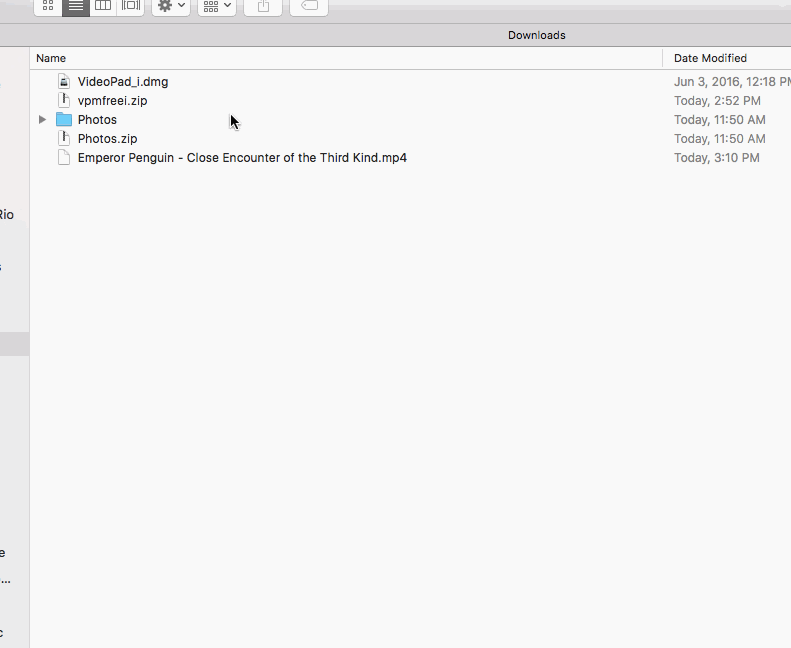 Downloads
Name Date Modified
VideoPad_i.dmg Jun 3, 2016, 12:18 PM
vpmfreei.zip Today, 2:52 PM
Photos Today, 11:50 AM
Photos.zip Today, 11:50 AM
Emperor Penguin - Close Encounter of the Third Kind.mp4 Today, 3:10 PM
Rio
s
e
...
c